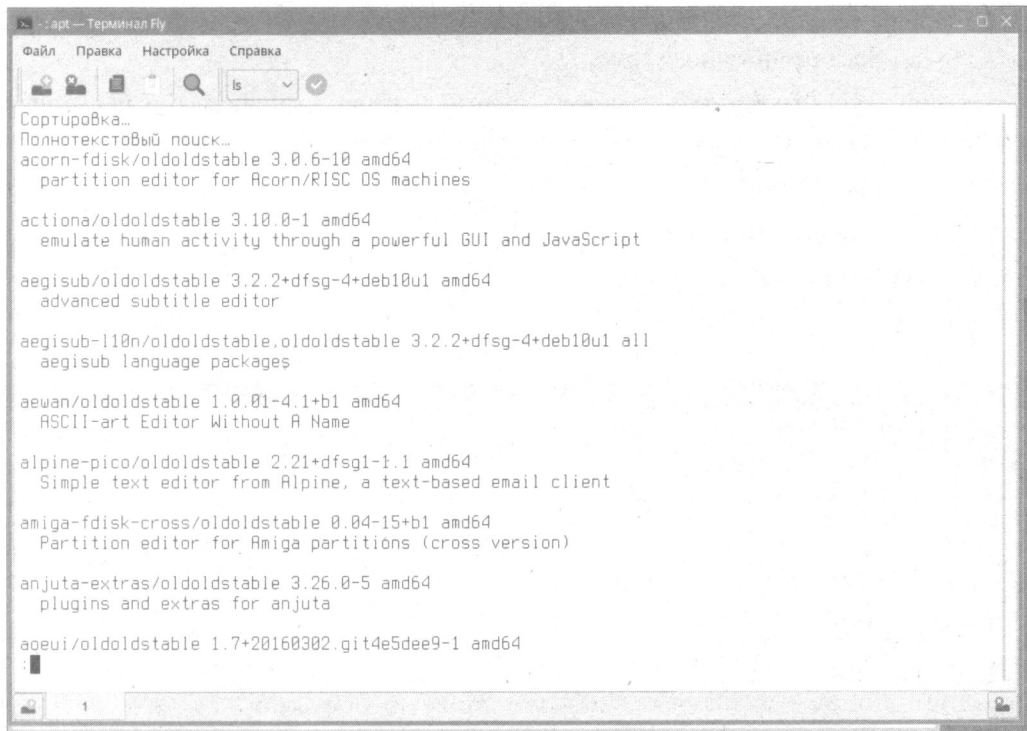 - : apt — Терминал Fly
Файл Правка Настройка Справка
ls
Сортировка…
Полнотекстовый поиск…
acorn-fdisk/oldoldstable 3.0.6-10 amd64
partition editor for Acorn/RISC OS machines
actiona/oldoldstable 3.10.0-1 amd64
emulate human activity through a powerful GUI and JavaScript
aegisub/oldoldstable 3.2.2+dfsg-4+deb10u1 amd64
advanced subtitle editor
aegisub-l10n/oldoldstable,oldoldstable 3.2.2+dfsg-4+deb10u1 all
aegisub language packages
aewan/oldoldstable 1.0.01-4.1+b1 amd64
ASCII-art Editor Without A Name
alpine-pico/oldoldstable 2.21+dfsg1-1.1 amd64
Simple text editor from Alpine, a text-based email client
amiga-fdisk-cross/oldoldstable 0.04-15+b1 amd64
Partition editor for Amiga partitions (cross version)
anjuta-extras/oldoldstable 3.26.0-5 amd64
plugins and extras for anjuta
aoeui/oldoldstable 1.7+20160302.git4e5dee9-1 amd64
:
1